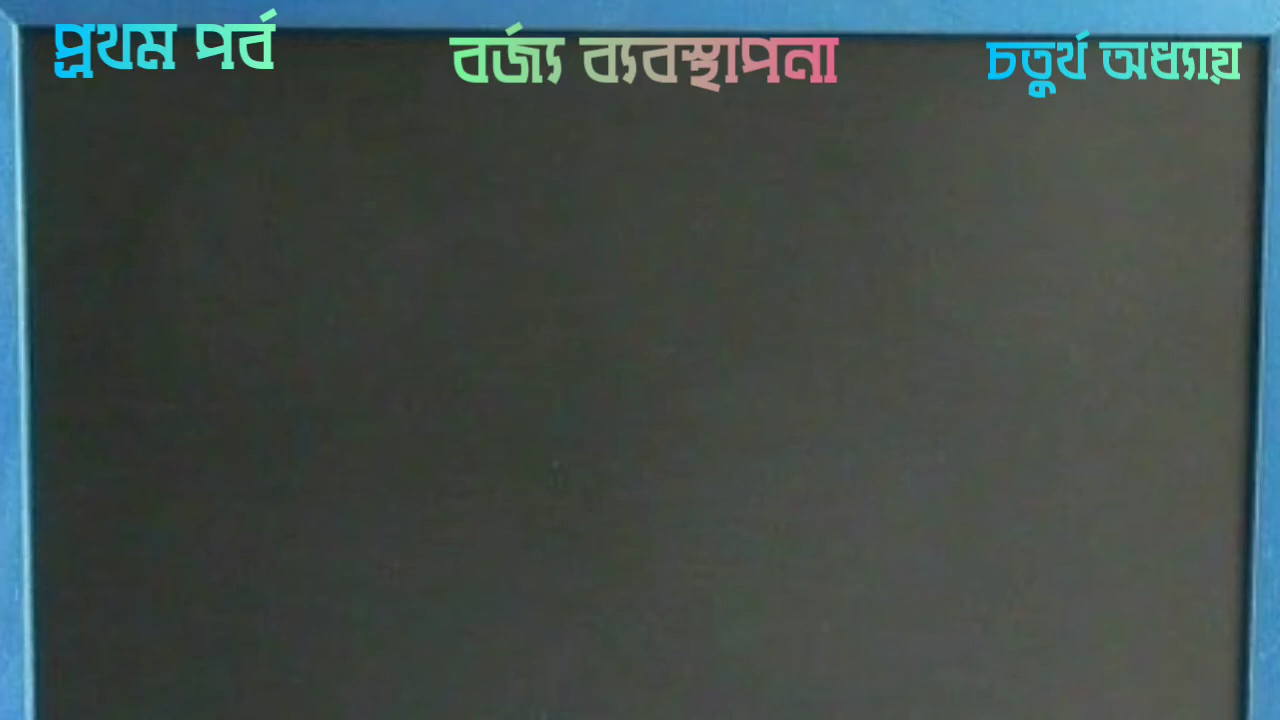 প্রথম পর্ব
বর্জ্য ব্যবস্থাপনা
চতুর্থ অধ্যায়